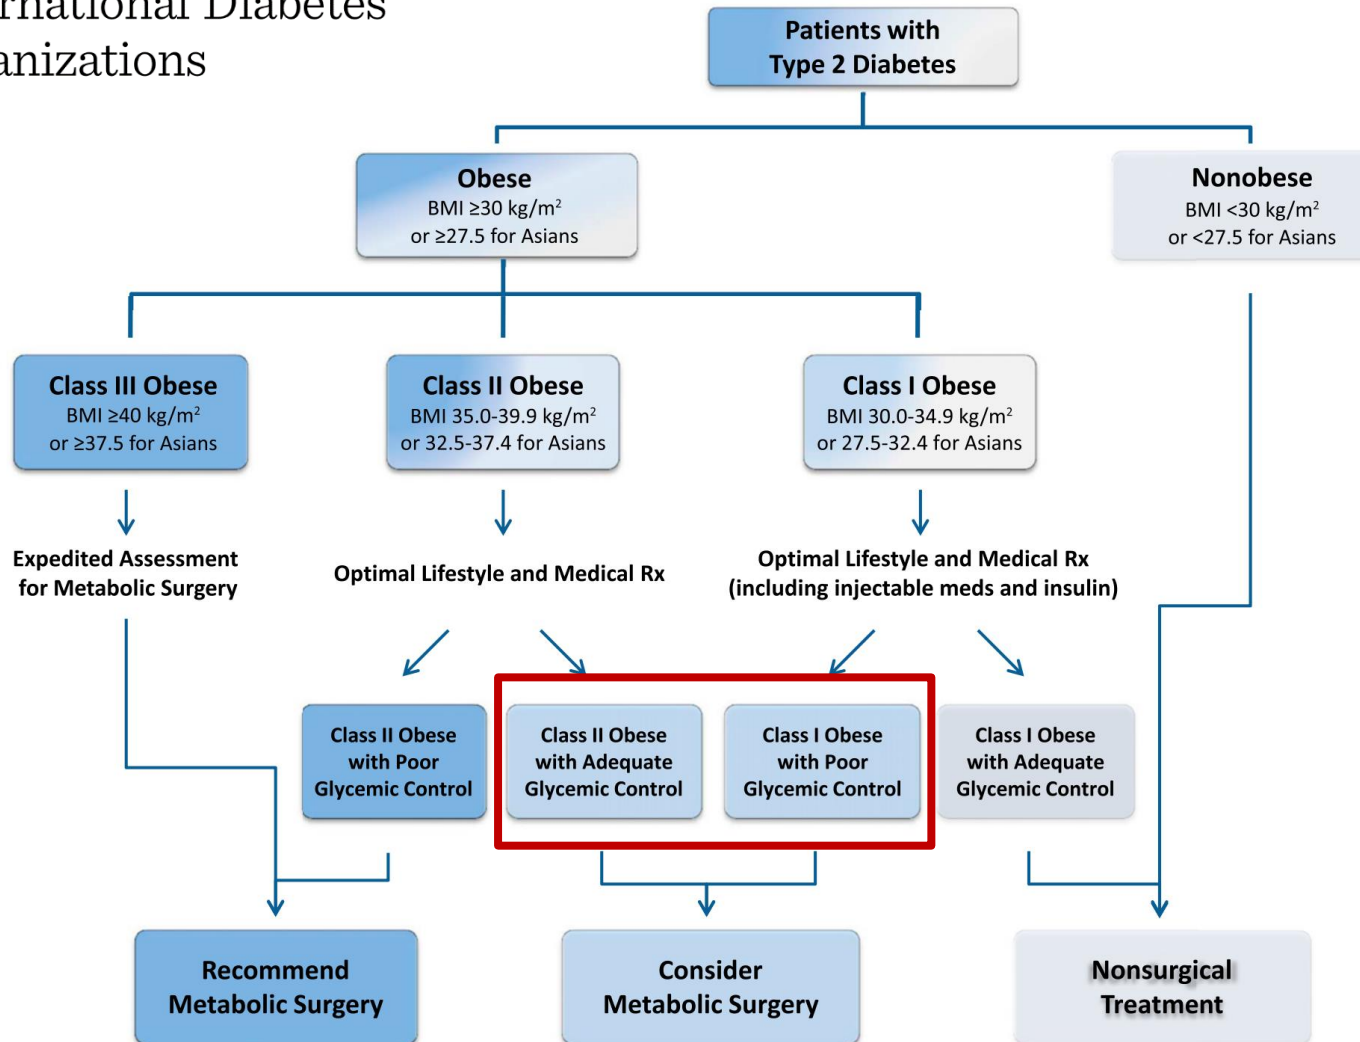 anizations
Patients with
Type 2 Diabetes
Obese
BMI ≥30 kg/m²
or ≥27.5 for Asians
Nonobese
BMI <30 kg/m²
or <27.5 for Asians
Class III Obese
BMI ≥40 kg/m²
or ≥37.5 for Asians
Class II Obese
BMI 35.0-39.9 kg/m²
or 32.5-37.4 for Asians
Class I Obese
BMI 30.0-34.9 kg/m²
or 27.5-32.4 for Asians
Expedited Assessment
for Metabolic Surgery
Optimal Lifestyle and Medical Rx
Optimal Lifestyle and Medical Rx
(including injectable meds and insulin)
Class II Obese
with Poor
Glycemic Control
Class II Obese
with Adequate
Glycemic Control
Class I Obese
with Poor
Glycemic Control
Class I Obese
with Adequate
Glycemic Control
Recommend
Metabolic Surgery
Consider
Metabolic Surgery
Nonsurgical
Treatment